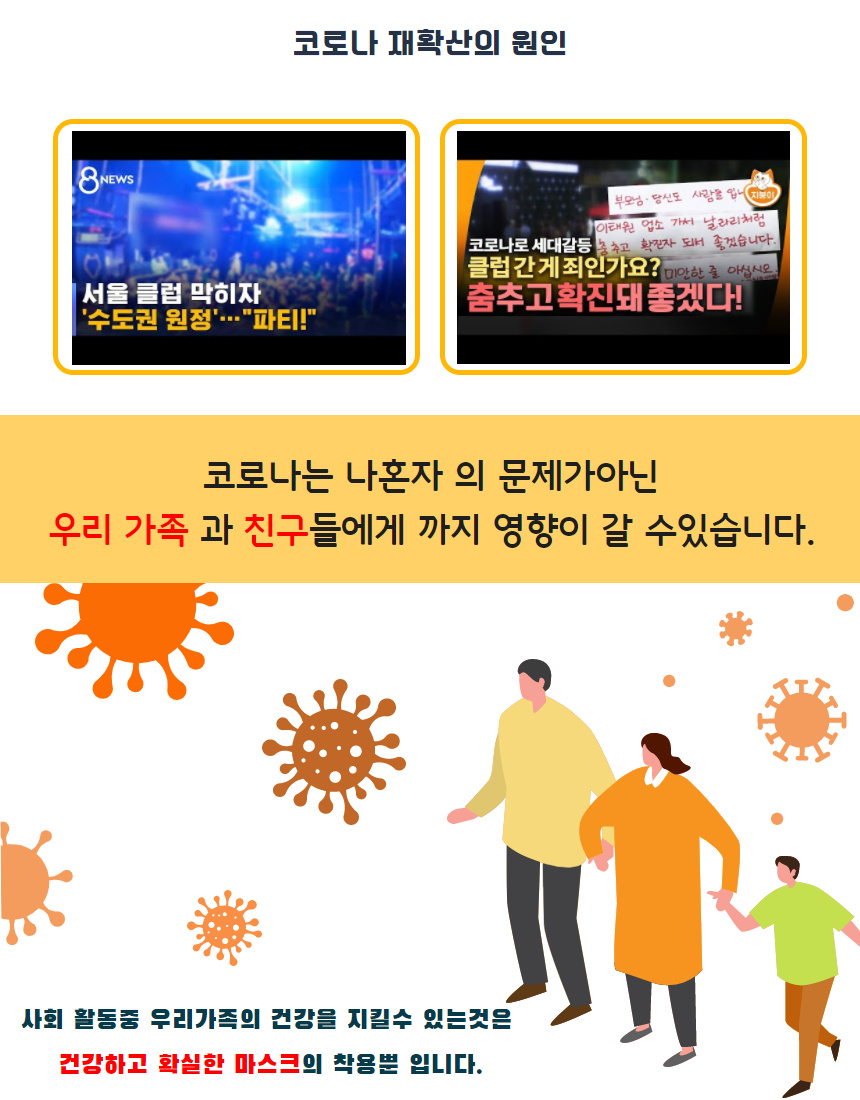 코로나 재확산의 원인
8 NEWS
서울 클럽 막히자
'수도권 원정'…"파티!"
부모님·당신도 사람을
지붕이
이태원 업소 가서 날라리처럼
춤추고 확진자 되서 좋겠습니다.
미안한 줄 아십시오.
코로나로 세대갈등
클럽 간 게 죄인가요?
춤추고 확진돼 좋겠다!
코로나는 나혼자 의 문제가아닌
우리 가족 과 친구들에게 까지 영향이 갈 수있습니다.
사회 활동중 우리가족의 건강을 지킬수 있는것은
건강하고 확실한 마스크의 착용뿐 입니다.